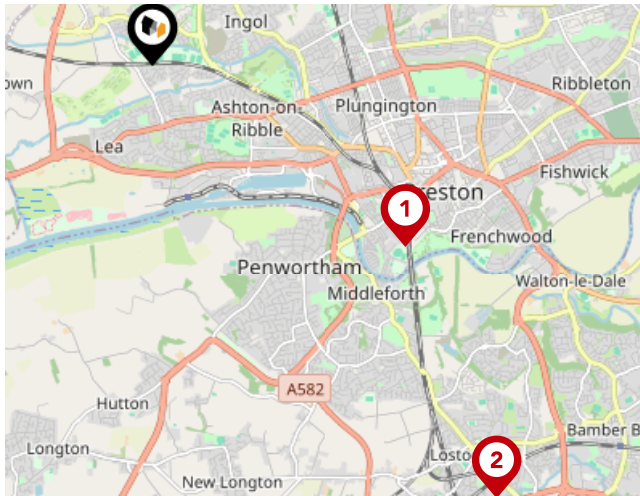 Ingol
own
Ribbleton
Ashton-on-
Ribble
Plungington
Lea
Fishwick
reston
1
Frenchwood
Penwortham
Walton-le-Dale
Middleforth
A582
Hutton
Bamber B
Longton
Losto
2
New Longton